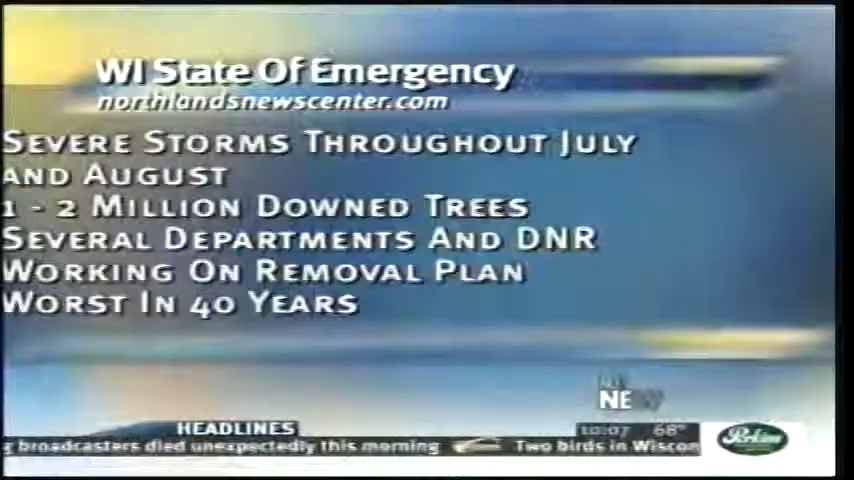 WI State Of Emergency
northlandsnewscenter.com
SEVERE STORMS THROUGHOUT JULY
AND AUGUST
1 - 2 MILLION DOWNED TREES
SEVERAL DEPARTMENTS AND DNR
WORKING ON REMOVAL PLAN
WORST IN 40 YEARS
NE
HEADLINES
10:07 68°
broadcasters died unexpectedly this morning
Two birds in Wiscon
Perkins